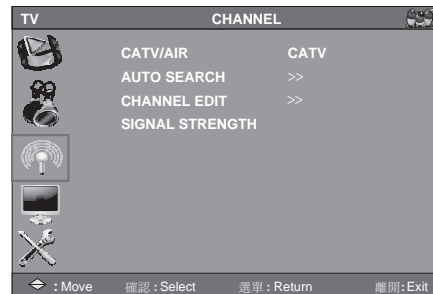 TV CHANNEL
CATV/AIR CATV
AUTO SEARCH >>
CHANNEL EDIT >>
SIGNAL STRENGTH
: Move 確認 : Select 選單 : Return 離開 : Exit